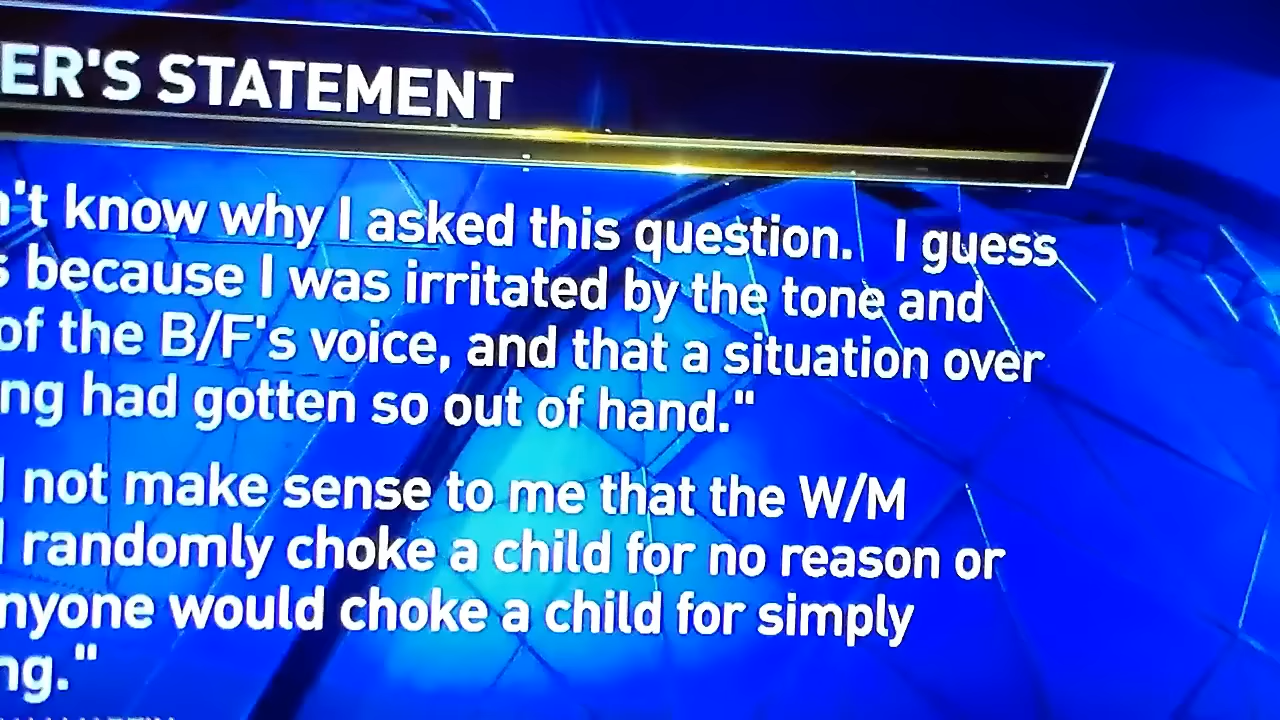 ER'S STATEMENT
n't know why I asked this question. I guess
s because I was irritated by the tone and
of the B/F's voice, and that a situation over
ng had gotten so out of hand."
not make sense to me that the W/M
randomly choke a child for no reason or
nyone would choke a child for simply
ng."